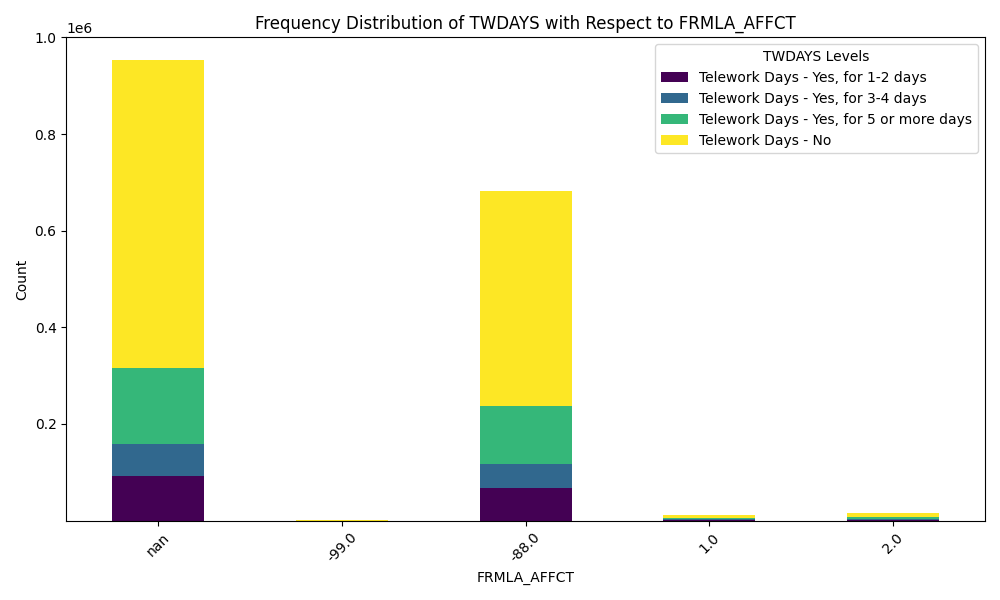 Frequency Distribution of TWDAYS with Respect to FRMLA_AFFCT
1e6
1.0
0.8
0.6
0.4
0.2
Count
TWDAYS Levels
Telework Days - Yes, for 1-2 days
Telework Days - Yes, for 3-4 days
Telework Days - Yes, for 5 or more days
Telework Days - No
nan
-99.0
-88.0
1.0
2.0
FRMLA_AFFCT